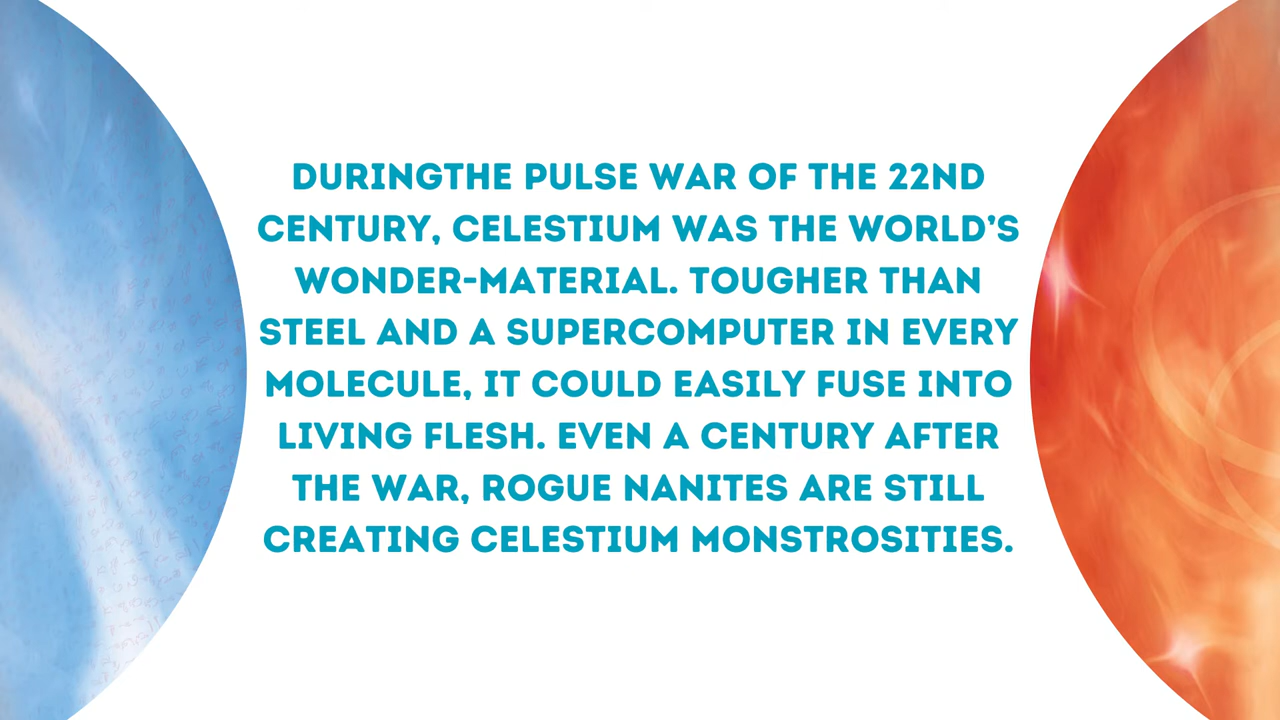 DURINGTHE PULSE WAR OF THE 22ND
CENTURY, CELESTIUM WAS THE WORLD'S
WONDER-MATERIAL. TOUGHER THAN
STEEL AND A SUPERCOMPUTER IN EVERY
MOLECULE, IT COULD EASILY FUSE INTO
LIVING FLESH. EVEN A CENTURY AFTER
THE WAR, ROGUE NANITES ARE STILL
CREATING CELESTIUM MONSTROSITIES.